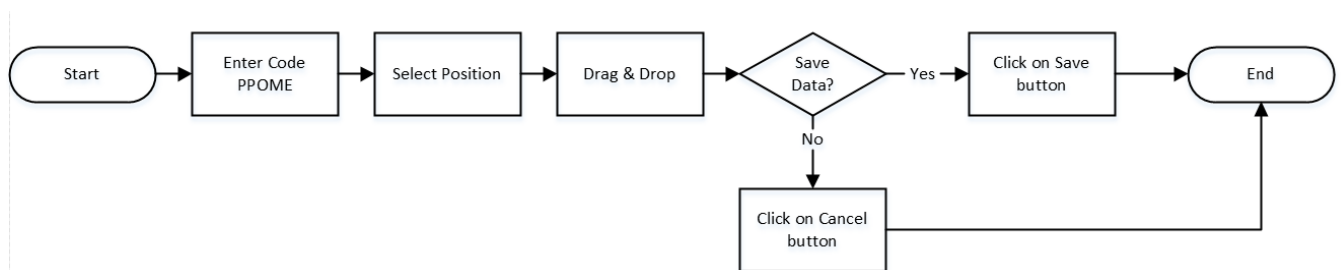 Start
Enter Code
PPOME
Select Position
Drag & Drop
Save
Data?
Yes
Click on Save
button
End
No
Click on Cancel
button